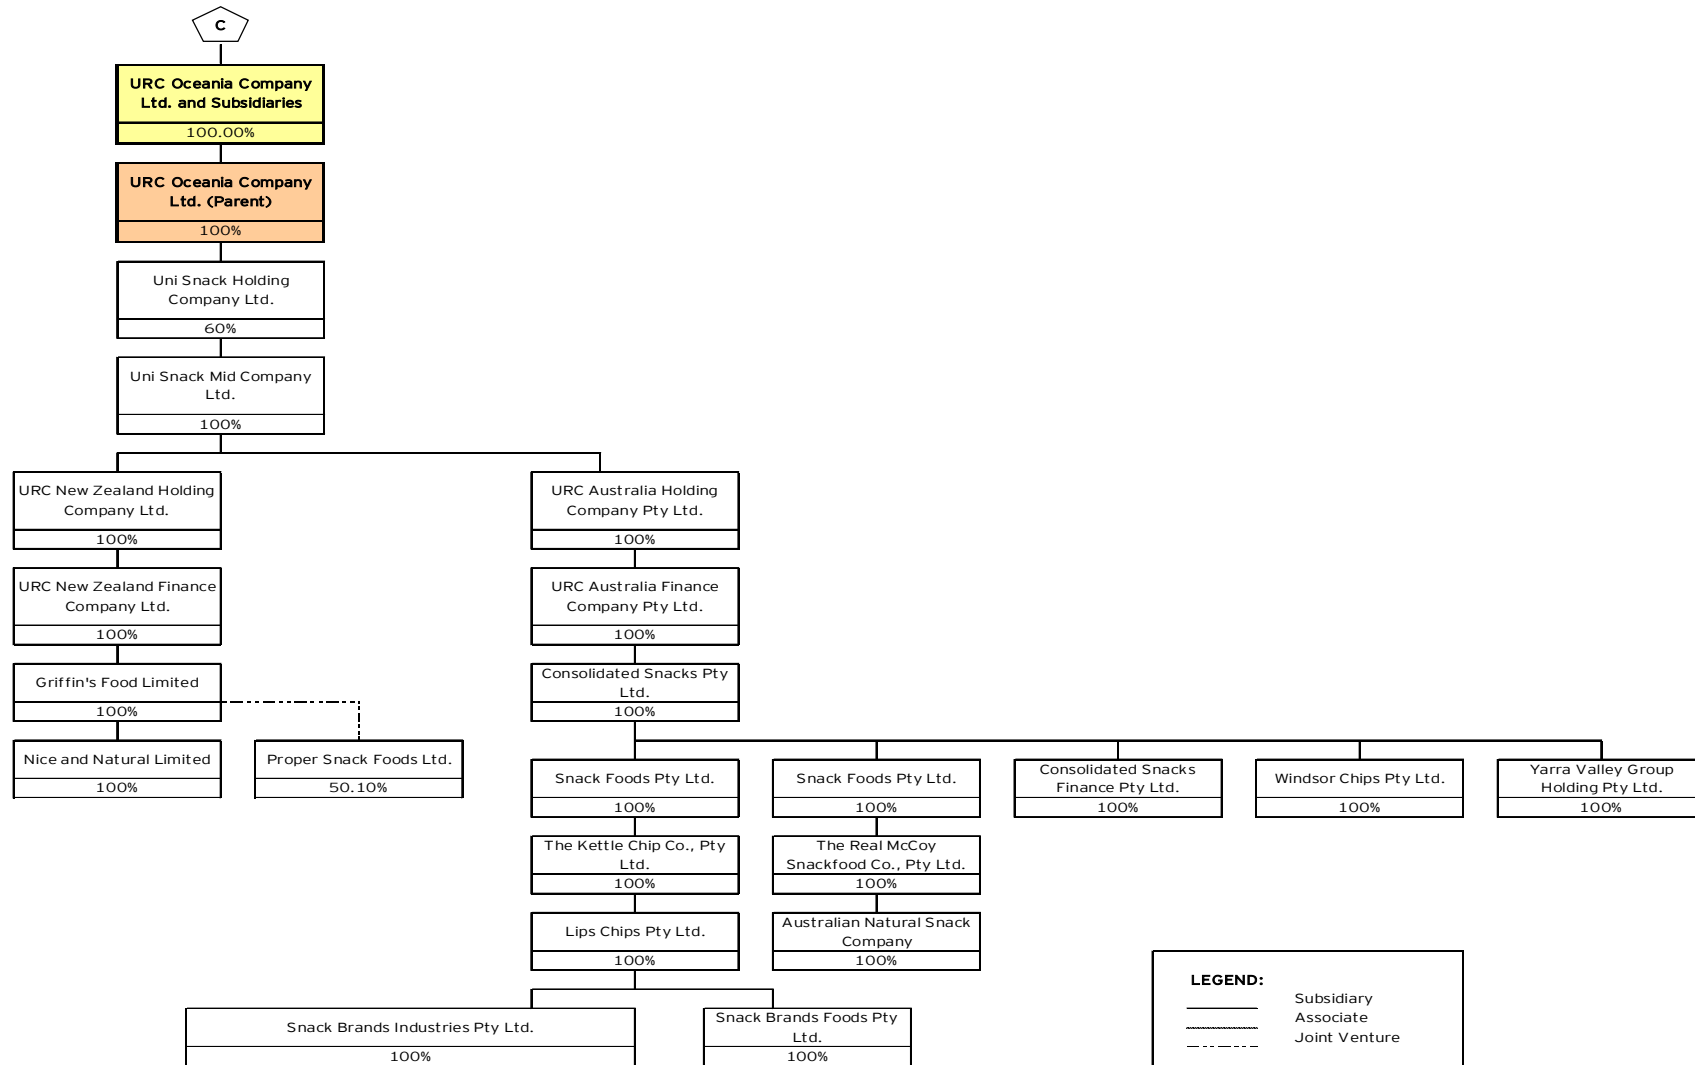 C
URC Oceania Company
Ltd. and Subsidiaries
100.00%
URC Oceania Company
Ltd. (Parent)
100%
Uni Snack Holding
Company Ltd.
60%
Uni Snack Mid Company
Ltd.
100%
URC New Zealand Holding
Company Ltd.
100%
URC Australia Holding
Company Pty Ltd.
100%
URC New Zealand Finance
Company Ltd.
100%
URC Australia Finance
Company Pty Ltd.
100%
Griffin's Food Limited
100%
Consolidated Snacks Pty
Ltd.
100%
Nice and Natural Limited
100%
Proper Snack Foods Ltd.
50.10%
Snack Foods Pty Ltd.
100%
Snack Foods Pty Ltd.
100%
Consolidated Snacks
Finance Pty Ltd.
100%
Windsor Chips Pty Ltd.
100%
Yarra Valley Group
Holding Pty Ltd.
100%
The Kettle Chip Co., Pty
Ltd.
100%
The Real McCoy
Snackfood Co., Pty Ltd.
100%
Lips Chips Pty Ltd.
100%
Australian Natural Snack
Company
100%
Snack Brands Industries Pty Ltd.
100%
Snack Brands Foods Pty
Ltd.
100%
LEGEND:
Subsidiary
Associate
Joint Venture